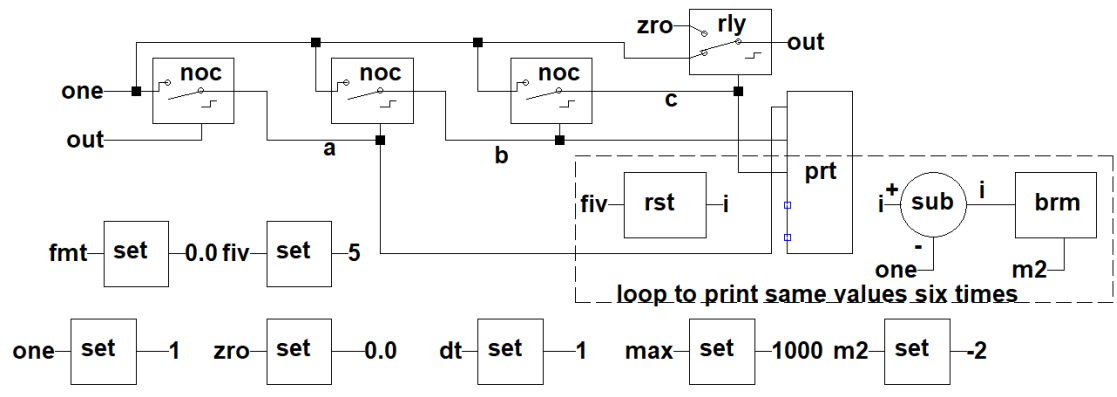 zro rly out
noc noc noc
one
c
out
a b
prt
fiv rst i
i + sub i brm
-
one m2
fmt set 0.0 fiv set 5
loop to print same values six times
one set 1 zro set 0.0 dt set 1 max set 1000 m2 set -2